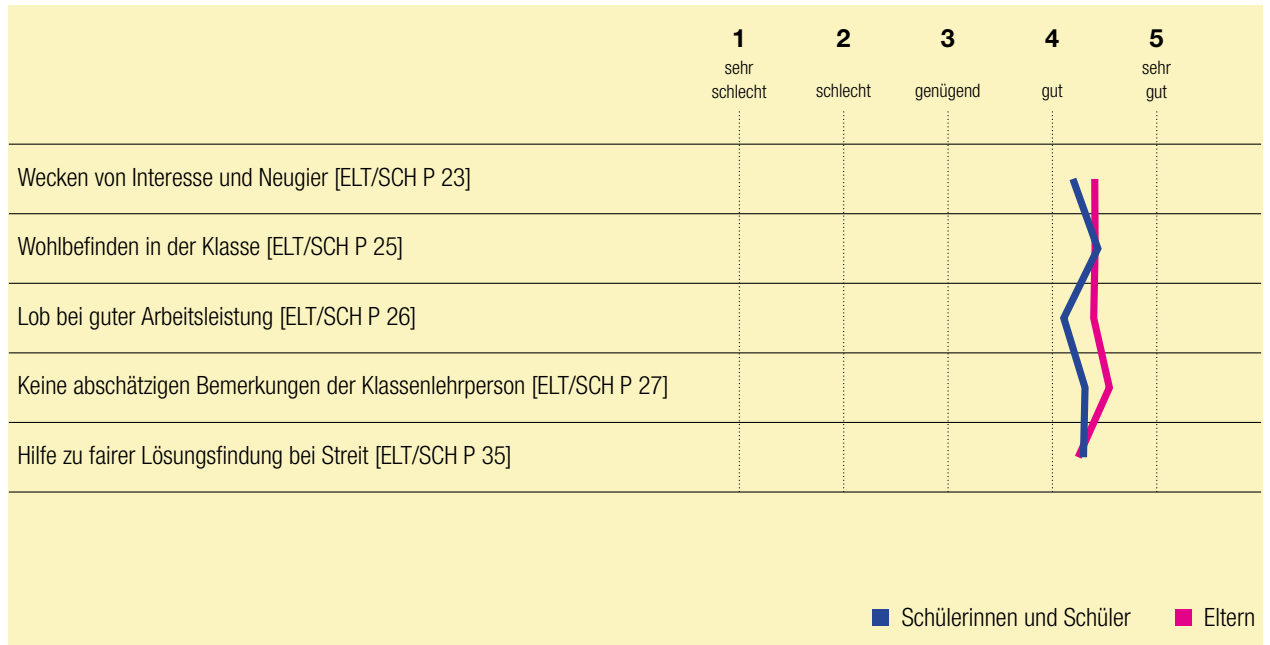 1 2 3 4 5
sehr sehr
schlecht schlecht genügend gut gut
Wecken von Interesse und Neugier [ELT/SCH P 23]
Wohlbefinden in der Klasse [ELT/SCH P 25]
Lob bei guter Arbeitsleistung [ELT/SCH P 26]
Keine abschätzigen Bemerkungen der Klassenlehrperson [ELT/SCH P 27]
Hilfe zu fairer Lösungsfindung bei Streit [ELT/SCH P 35]
Schülerinnen und Schüler Eltern